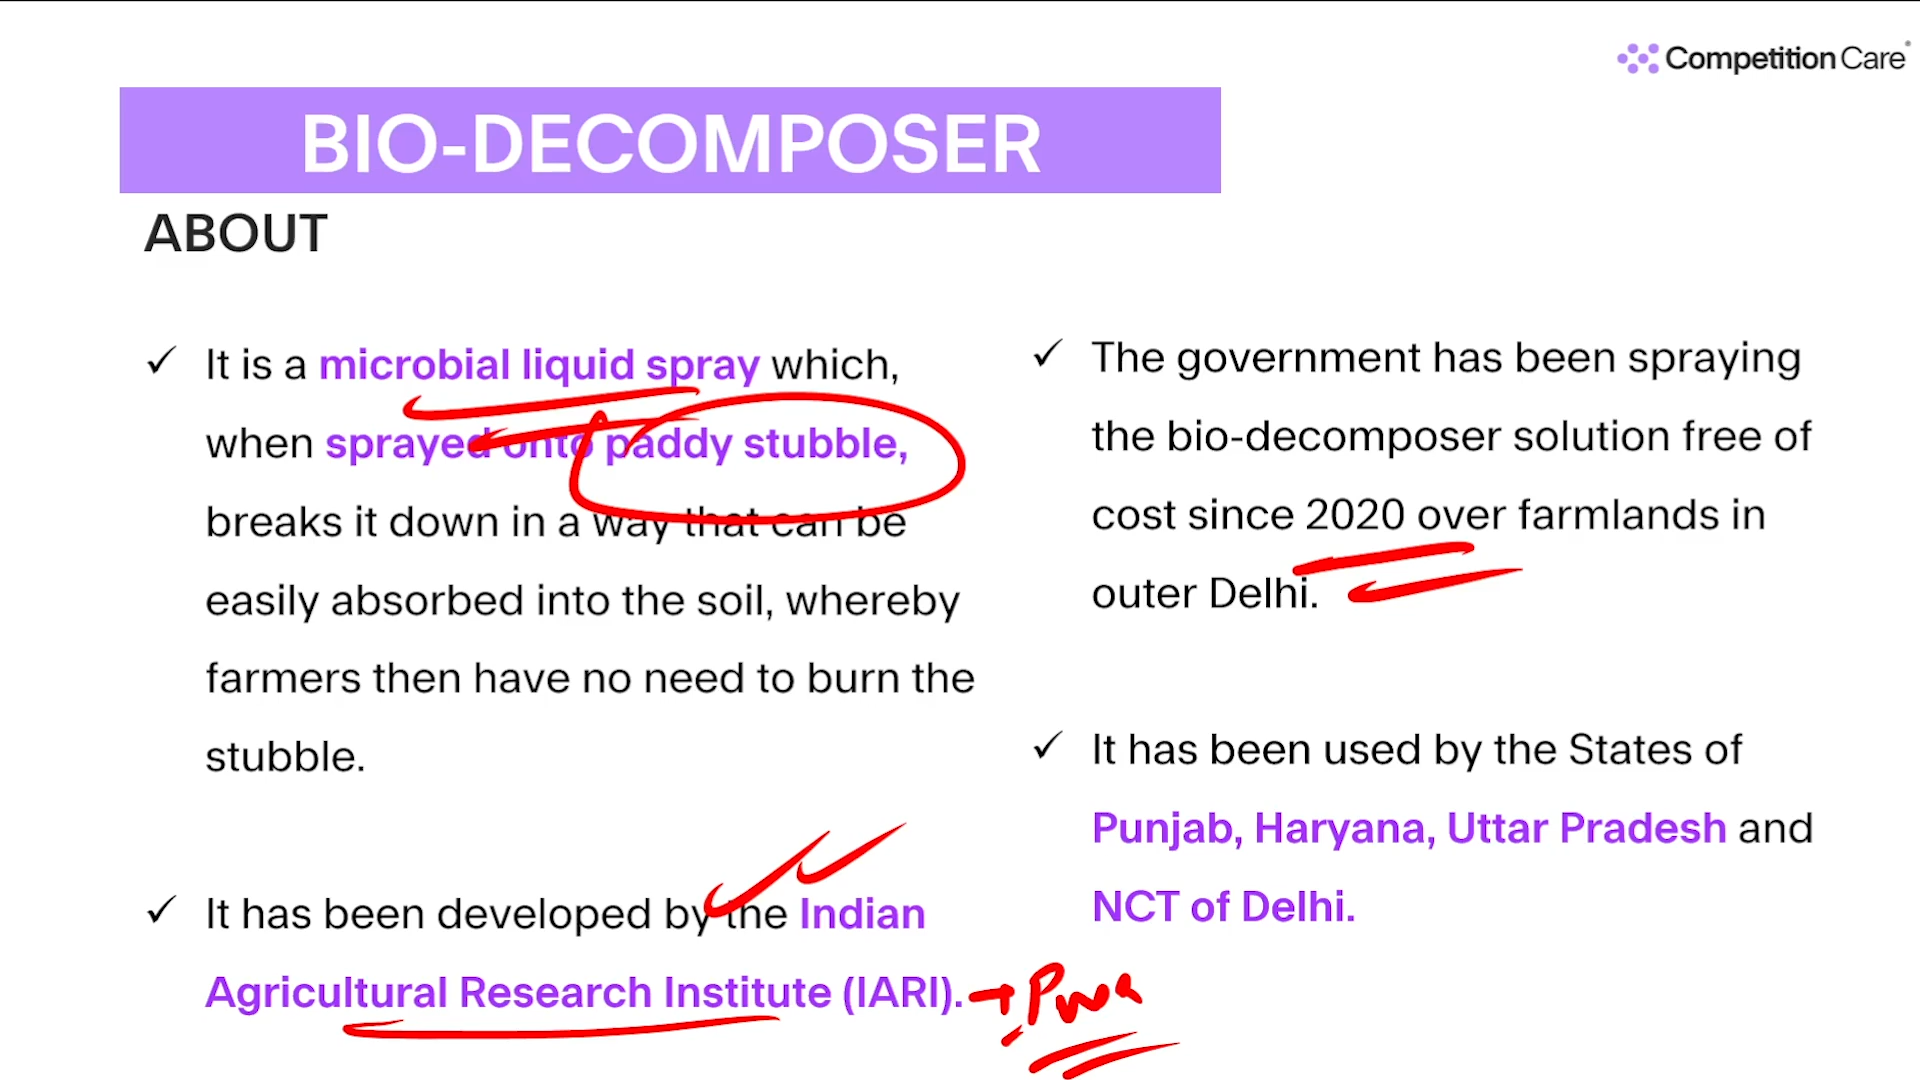 Competition Care
BIO-DECOMPOSER
ABOUT
✓ It is a microbial liquid spray which,
when sprayed onto paddy stubble,
breaks it down in a way that can be
easily absorbed into the soil, whereby
farmers then have no need to burn the
stubble.
✓ It has been developed by the Indian
Agricultural Research Institute (IARI).
✓ The government has been spraying
the bio-decomposer solution free of
cost since 2020 over farmlands in
outer Delhi.
✓ It has been used by the States of
Punjab, Haryana, Uttar Pradesh and
NCT of Delhi.